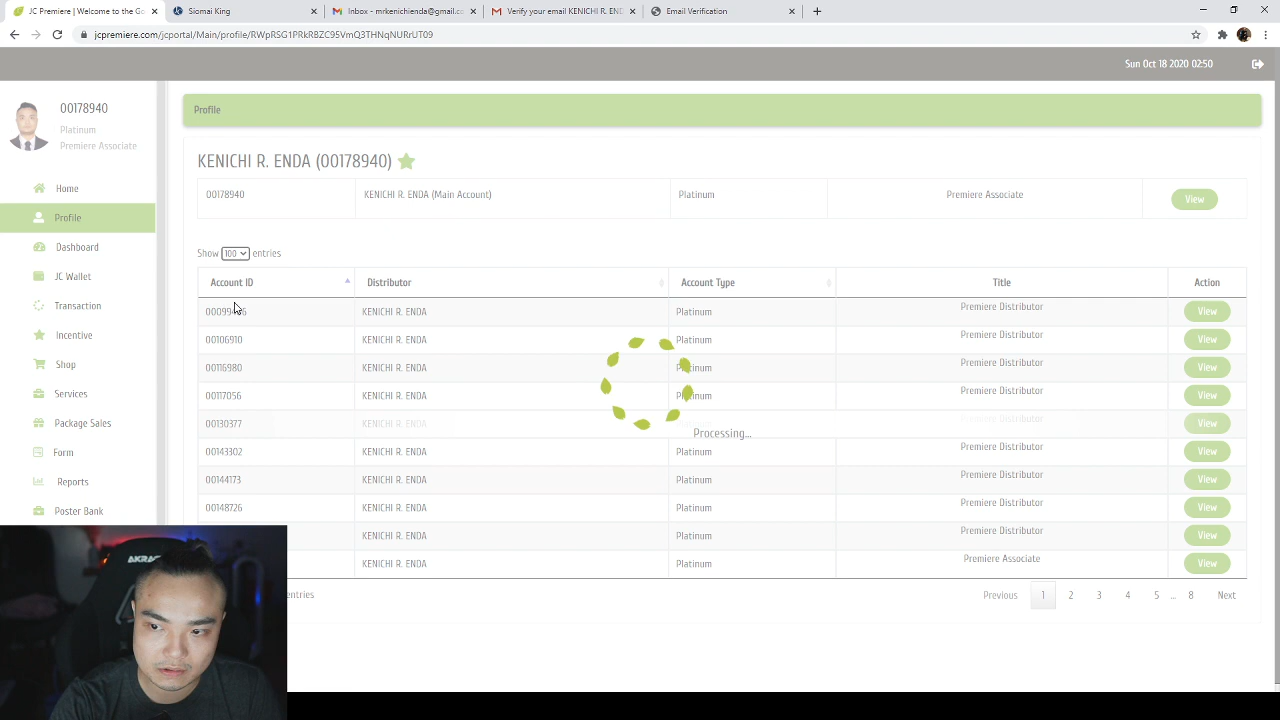 JC Premiere | Welcome to the Go
Siomai King
Inbox - mrkenichienda@gmail.co
Verify your email KENICHI R. END
Email Verification
jcpremiere.com/jcportal/Main/profile/RWpRSG1PRkRBZC95VmQ3THNqNURrUT09
Sun Oct 18 2020 02:50
00178940
Platinum
Premiere Associate
Home
Profile
Dashboard
JC Wallet
Transaction
Incentive
Shop
Services
Package Sales
Form
Reports
Poster Bank
Profile
KENICHI R. ENDA (00178940)
00178940 KENICHI R. ENDA (Main Account) Platinum Premiere Associate View
Show 100 entries
Account ID Distributor Account Type Title Action
KENICHI R. ENDA Platinum Premiere Distributor View
00106910 KENICHI R. ENDA Platinum Premiere Distributor View
00116980 KENICHI R. ENDA Platinum Premiere Distributor View
00117056 KENICHI R. ENDA Platinum Premiere Distributor View
00130377 KENICHI R. ENDA Premiere Distributor View
00143302 KENICHI R. ENDA Platinum Premiere Distributor View
00144173 KENICHI R. ENDA Platinum Premiere Distributor View
00148726 KENICHI R. ENDA Platinum Premiere Distributor View
KENICHI R. ENDA Platinum Premiere Distributor View
KENICHI R. ENDA Platinum Premiere Associate View
Processing...
entries
Previous 1 2 3 4 5 ... 8 Next